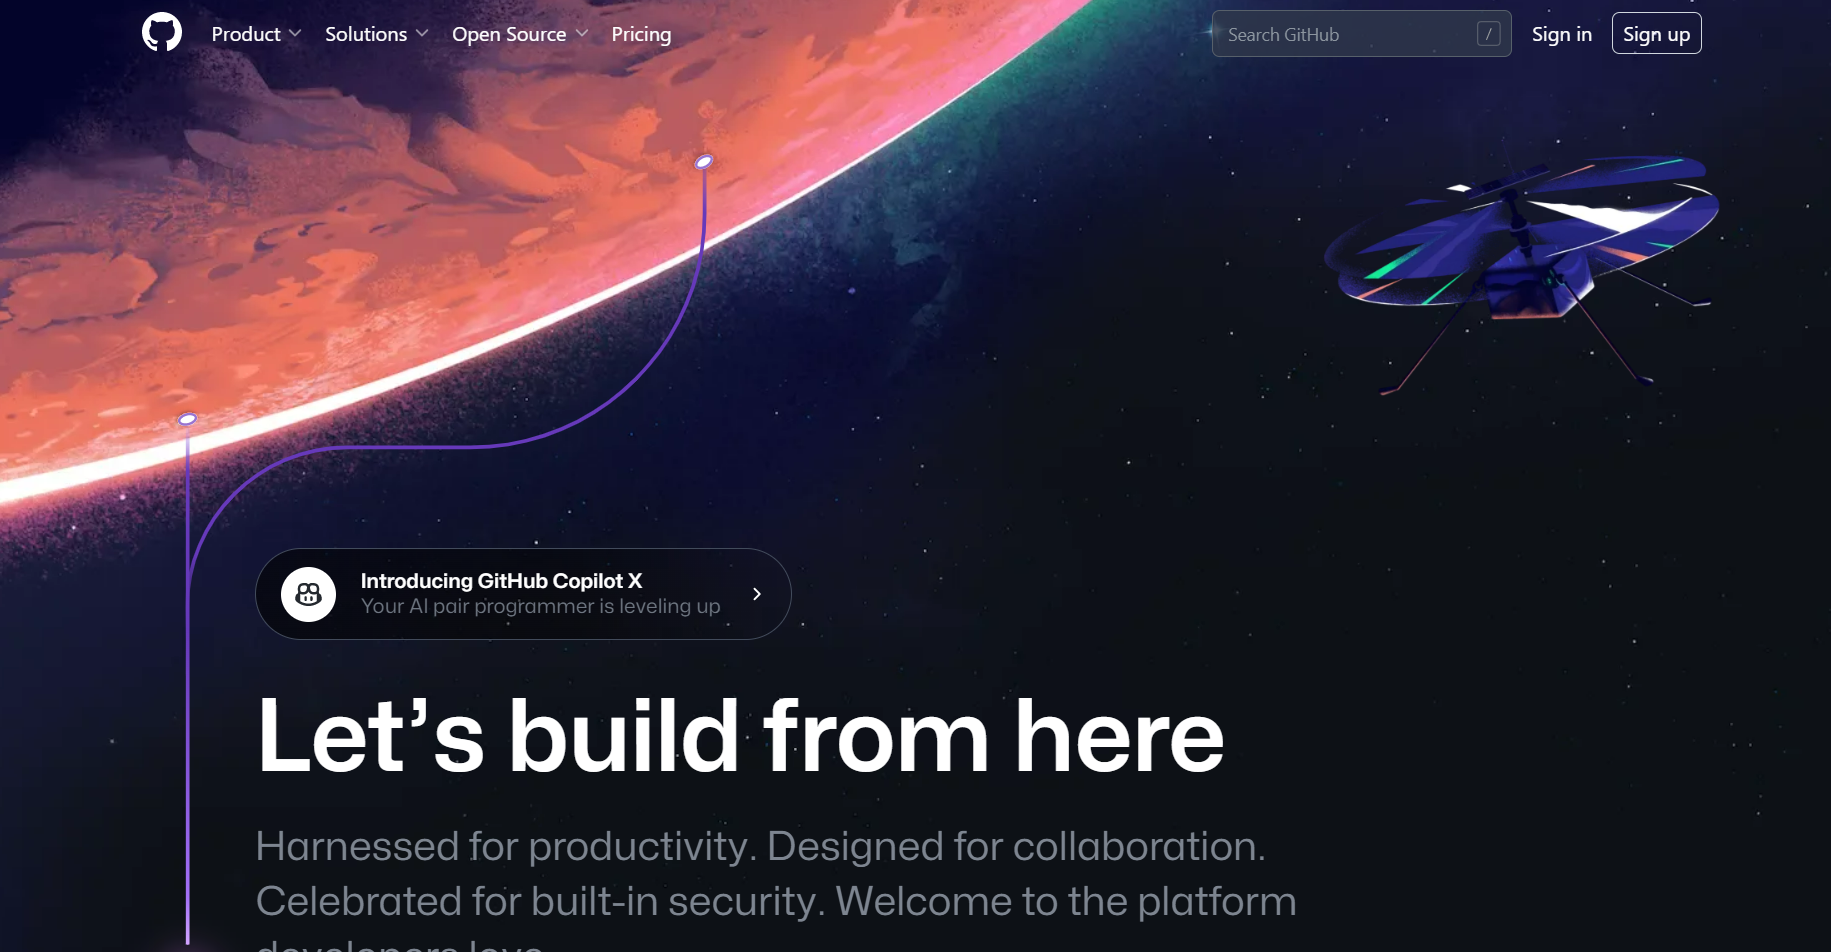 Product
Solutions
Open Source
Pricing
Search GitHub
/
Sign in
Sign up
Introducing GitHub Copilot X
Your AI pair programmer is leveling up
Let’s build from here
Harnessed for productivity. Designed for collaboration.
Celebrated for built-in security. Welcome to the platform
developers love.